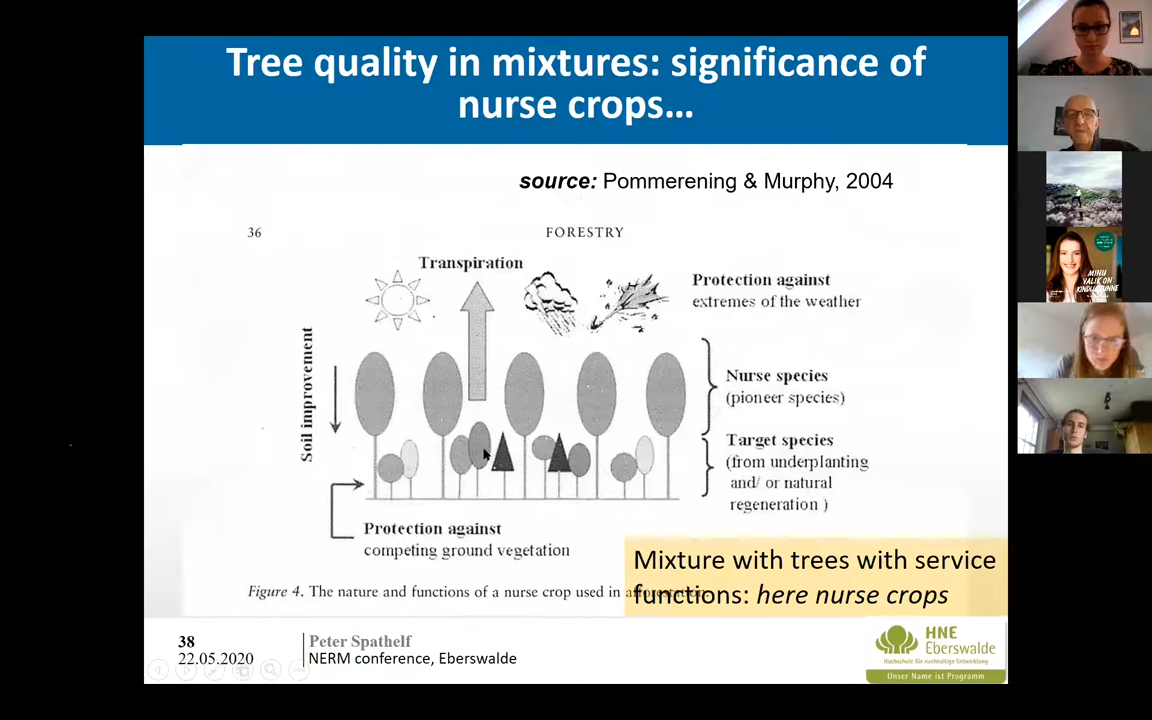 Tree quality in mixtures: significance of
nurse crops…
source: Pommerening & Murphy, 2004
36
FORESTRY
Transpiration
Protection against
extremes of the weather
Soil improvement
Nurse species
(pioneer species)
Target species
(from underplanting
and/ or natural
regeneration )
Protection against
competing ground vegetation
Mixture with trees with service
functions: here nurse crops
Figure 4. The nature and functions of a nurse crop used in
38
Peter Spathelf
22.05.2020
NERM conference, Eberswalde
HNE
Eberswalde
Hochschule für nachhaltige Entwicklung
Unser Name ist Programm
MINU